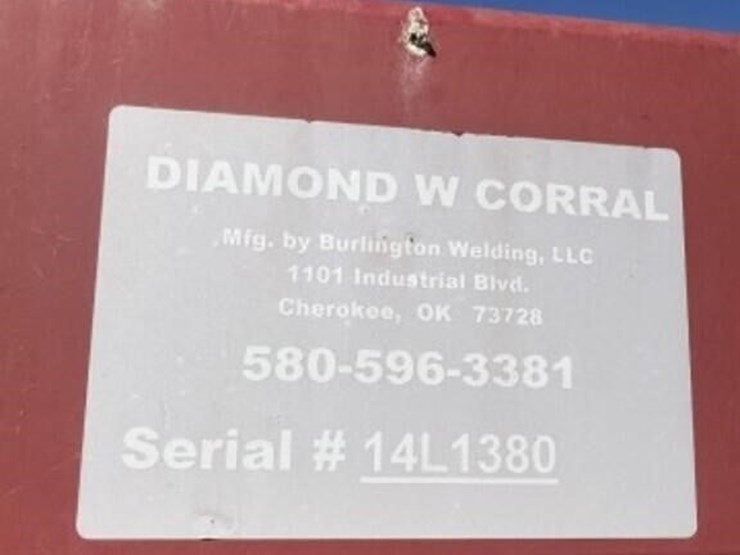 DIAMOND W CORRAL
Mfg. by Burlington Welding, LLC
1101 Industrial Blvd.
Cherokee, OK 73728
580-596-3381
Serial # 14L1380